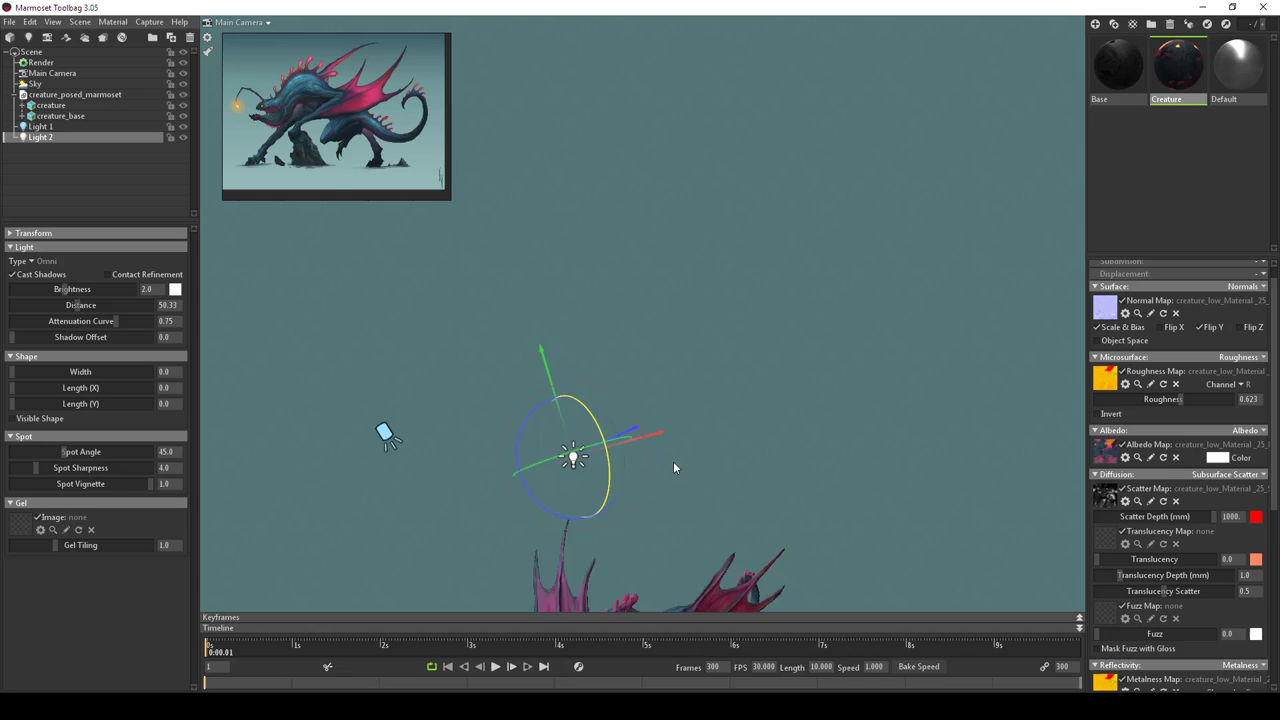 Marmoset Toolbag 3.05
File Edit View Scene Material Capture Help
Main Camera
Scene
Render
Main Camera
Sky
creature_posed_marmoset
creature
creature_base
Light 1
Light 2
Transform
Light
Type Omni
Cast Shadows Contact Refinement
Brightness 2.0
Distance 50.33
Attenuation Curve 0.75
Shadow Offset 0.0
Shape
Width 0.0
Length (X) 0.0
Length (Y) 0.0
Visible Shape
Spot
Spot Angle 45.0
Spot Sharpness 4.0
Spot Vignette 1.0
Gel
Image: none
Gel Tiling 1.0
Keyframes
Timeline
0s 1s 2s 3s 4s 5s 6s 7s 8s 9s
0:00.01
1 Frames 300 FPS 30.000 Length 10.000 Speed 1.000 Bake Speed 300
- /
Base Creature Default
Subdivision:
Displacement:
Surface: Normals
Normal Map: creature_low_Material_25_
Scale & Bias Flip X Flip Y Flip Z
Object Space
Microsurface: Roughness
Roughness Map: creature_low_Material_
Channel R
Roughness 0.623
Invert
Albedo: Albedo
Albedo Map: creature_low_Material_25_
Color
Diffusion: Subsurface Scatter
Scatter Map: creature_low_Material_25_
Scatter Depth (mm) 1000.
Translucency Map: none
Translucency 0.0
Translucency Depth (mm) 1.0
Translucency Scatter 0.5
Fuzz Map: none
Fuzz 0.0
Mask Fuzz with Gloss
Reflectivity: Metalness
Metalness Map: creature_low_Material_